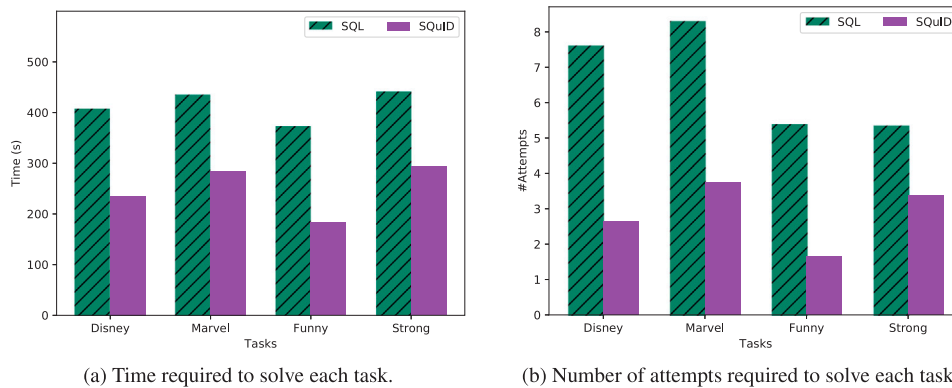 SQL SQuID
500
400
300
200
100
0
Time (s)
Disney Marvel Funny Strong
Tasks
(a) Time required to solve each task.
SQL SQuID
8
7
6
5
4
3
2
1
0
#Attempts
Disney Marvel Funny Strong
Tasks
(b) Number of attempts required to solve each task